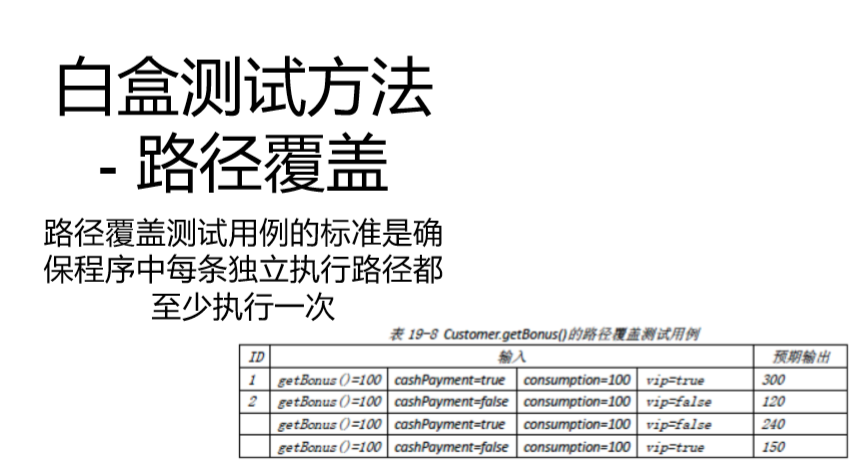 白盒测试方法
- 路径覆盖
路径覆盖测试用例的标准是确
保程序中每条独立执行路径都
至少执行一次
表 19-8 Customer.getBonus()的路径覆盖测试用例
ID 输入 预期输出
1 getBonus()=100 cashPayment=true consumption=100 vip=true 300
2 getBonus()=100 cashPayment=false consumption=100 vip=false 120
getBonus()=100 cashPayment=true consumption=100 vip=false 240
getBonus()=100 cashPayment=false consumption=100 vip=true 150